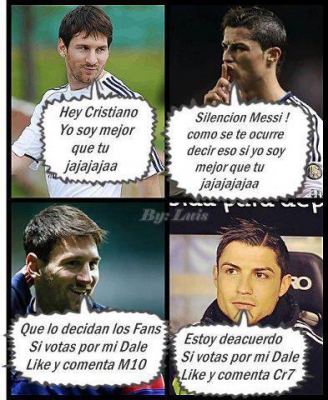 Hey Cristiano
Yo soy mejor
que tu
jajajajaa
Silencion Messi !
como se te ocurre
decir eso si yo soy
mejor que tu
jajajajajaa
By: Luis
Que lo decidan los Fans
Si votas por mi Dale
Like y comenta M10
Estoy deacuerdo
Si votas por mi Dale
Like y comenta Cr7